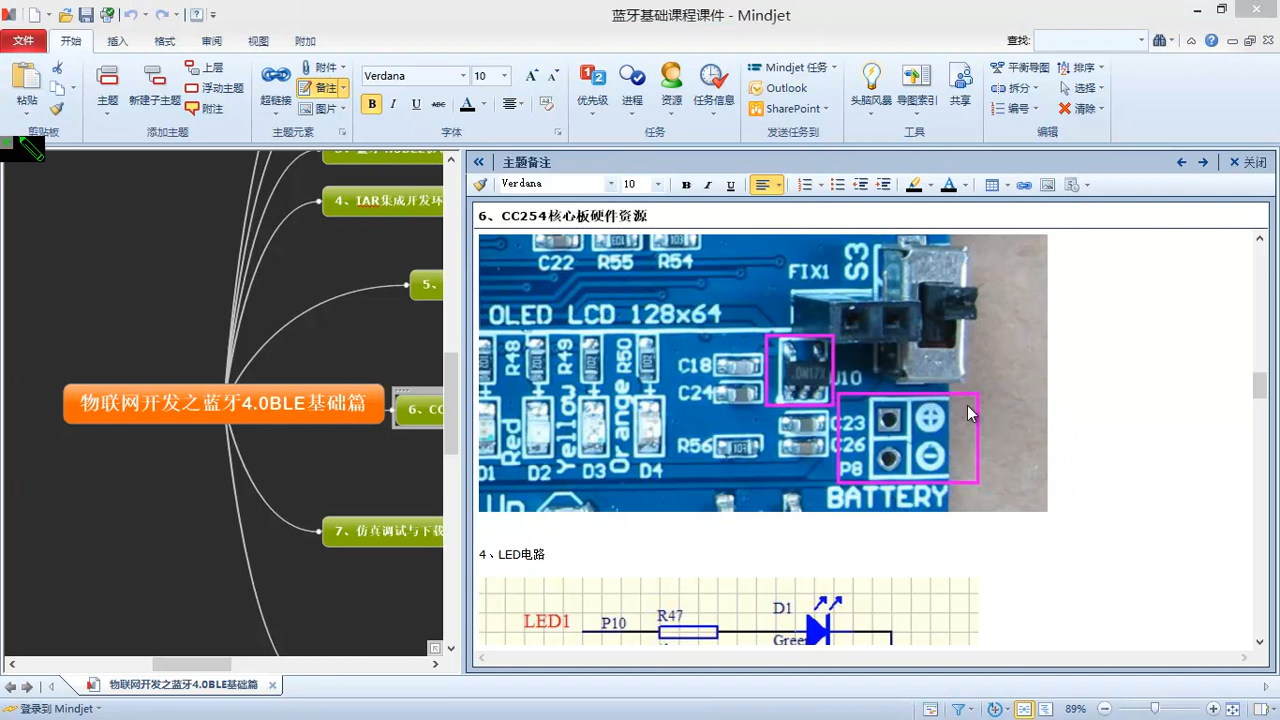 蓝牙基础课程课件 - Mindjet
文件 开始 插入 格式 审阅 视图 附加 查找:
粘贴
剪贴板
主题 新建子主题
上层
浮动主题
附注
添加主题
超链接
附件
备注
图片
主题元素
Verdana 10
B I U ABC A
字体
优先级 进程 资源 任务信息
任务
Mindjet 任务
Outlook
SharePoint
发送任务到
头脑风暴 导图索引 共享
工具
平衡导图
拆分
编号
排序
选择
清除
编辑
4、IAR集成开发环
5、
物联网开发之蓝牙4.0BLE基础篇
6、CC
7、仿真调试与下载
主题备注 关闭
Verdana 10 B I U A
6、CC254核心板硬件资源
C22 R55 R54
FIX1 S3
OLED LCD 128x64
R48 R49 R50
C18
C24
U10
C23
C26
R56
P8
Red Yellow Orange
D1 D2 D3 D4
BATTERY
4、LED电路
LED1 P10 R47 D1
Gree
物联网开发之蓝牙4.0BLE基础篇
登录到 Mindjet 89%